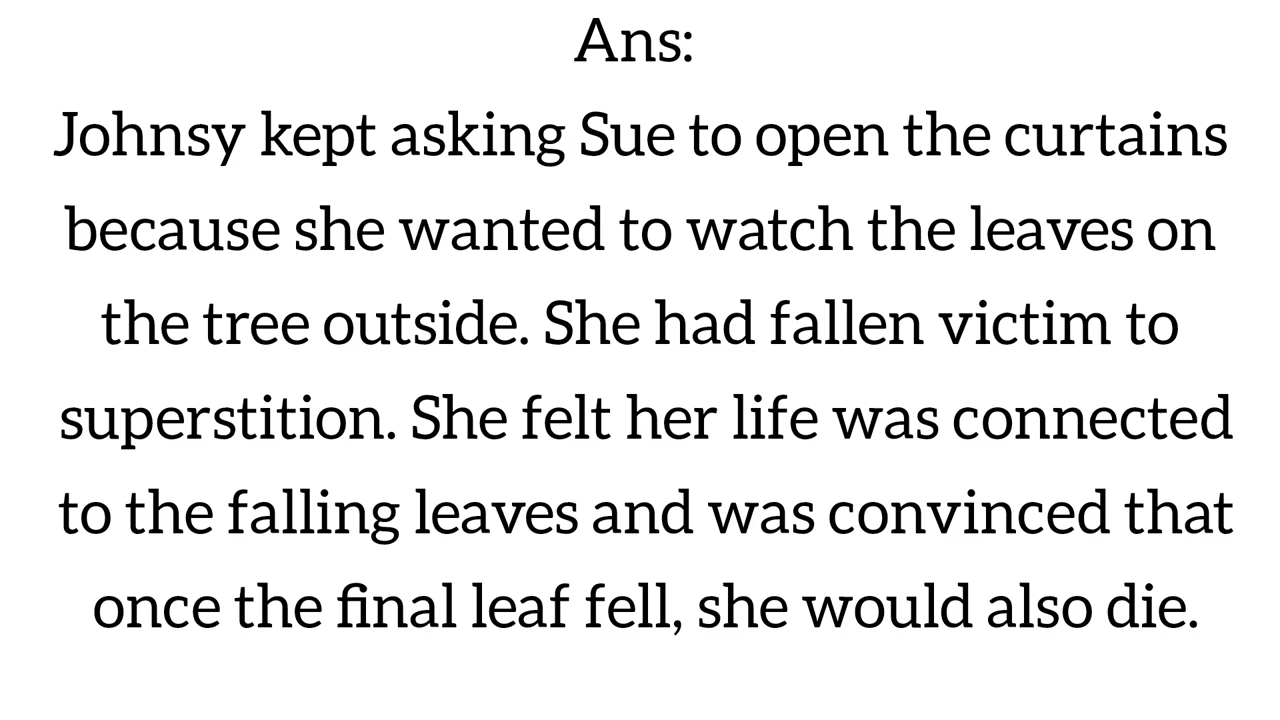 Ans:
Johnsy kept asking Sue to open the curtains
because she wanted to watch the leaves on
the tree outside. She had fallen victim to
superstition. She felt her life was connected
to the falling leaves and was convinced that
once the final leaf fell, she would also die.